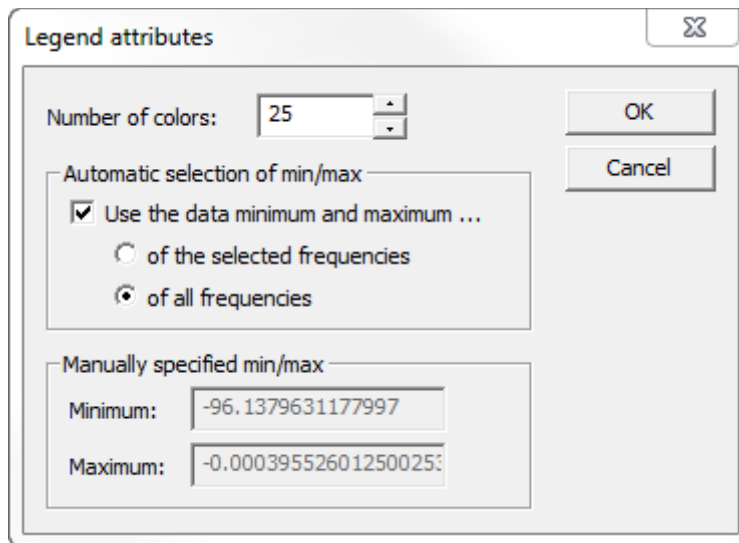 Legend attributes
Number of colors: 25
OK
Cancel
Automatic selection of min/max
Use the data minimum and maximum ...
of the selected frequencies
of all frequencies
Manually specified min/max
Minimum: -96.1379631177997
Maximum: -0.000395526012500253